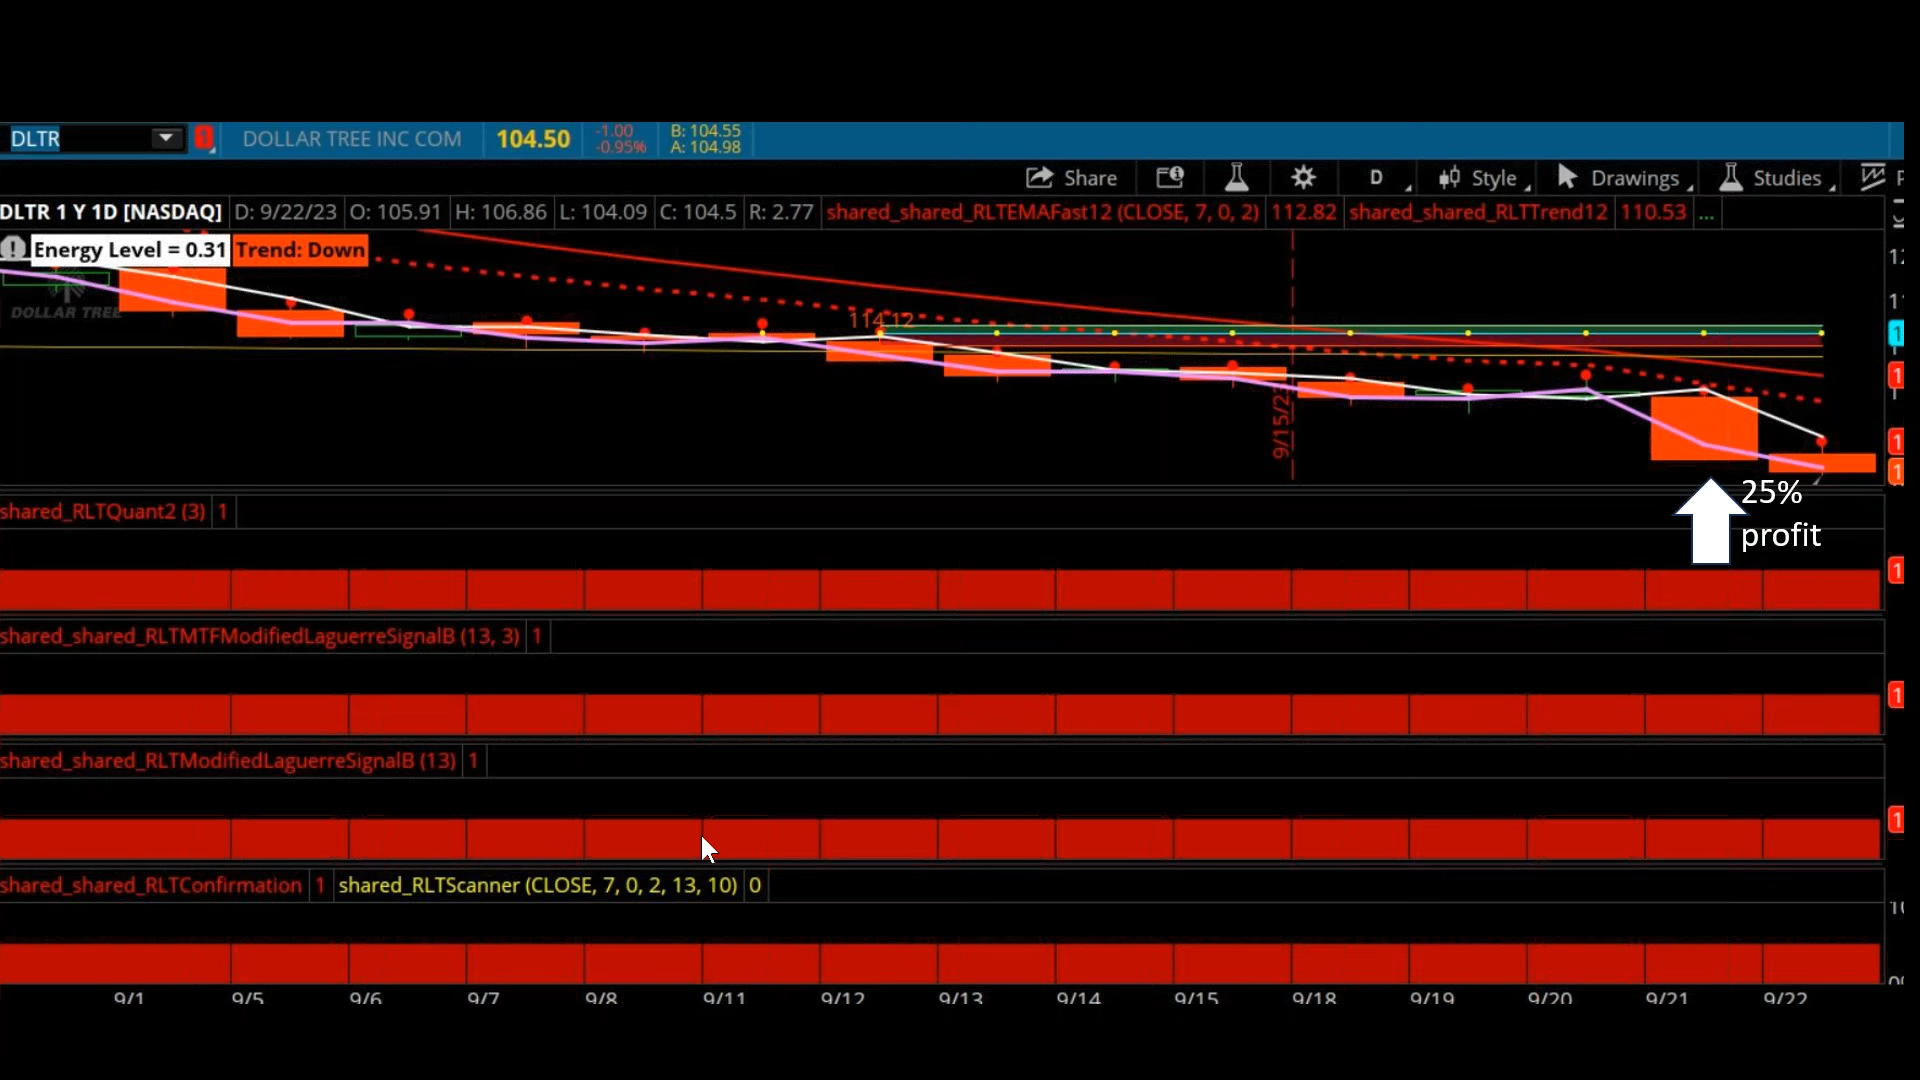 DLTR
1
DOLLAR TREE INC COM
104.50
-1.00
-0.95%
B: 104.55
A: 104.98
Share
D
Style
Drawings
Studies
DLTR 1 Y 1D [NASDAQ] D: 9/22/23 O: 105.91 H: 106.86 L: 104.09 C: 104.5 R: 2.77 shared_shared_RLTEMAFast12 (CLOSE, 7, 0, 2) 112.82 shared_shared_RLTTrend12 110.53 ...
Energy Level = 0.31 Trend: Down
DOLLAR TREE
114.12
25%
profit
shared_RLTQuant2 (3) 1
shared_shared_RLTMTFModifiedLaguerreSignalB (13, 3) 1
shared_shared_RLTModifiedLaguerreSignalB (13) 1
shared_shared_RLTConfirmation 1 shared_RLTScanner (CLOSE, 7, 0, 2, 13, 10) 0
9/1 9/5 9/6 9/7 9/8 9/11 9/12 9/13 9/14 9/15 9/18 9/19 9/20 9/21 9/22